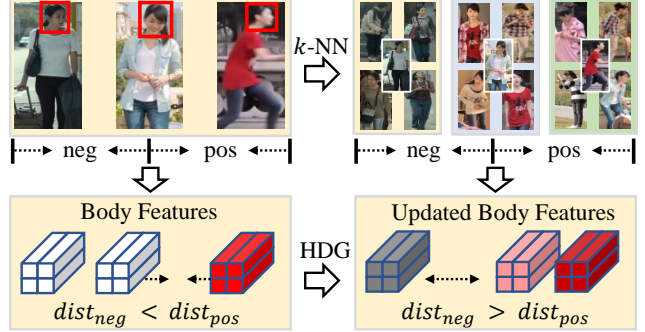 k-NN
neg pos
neg pos
Body Features
dist_neg < dist_pos
HDG
Updated Body Features
dist_neg > dist_pos